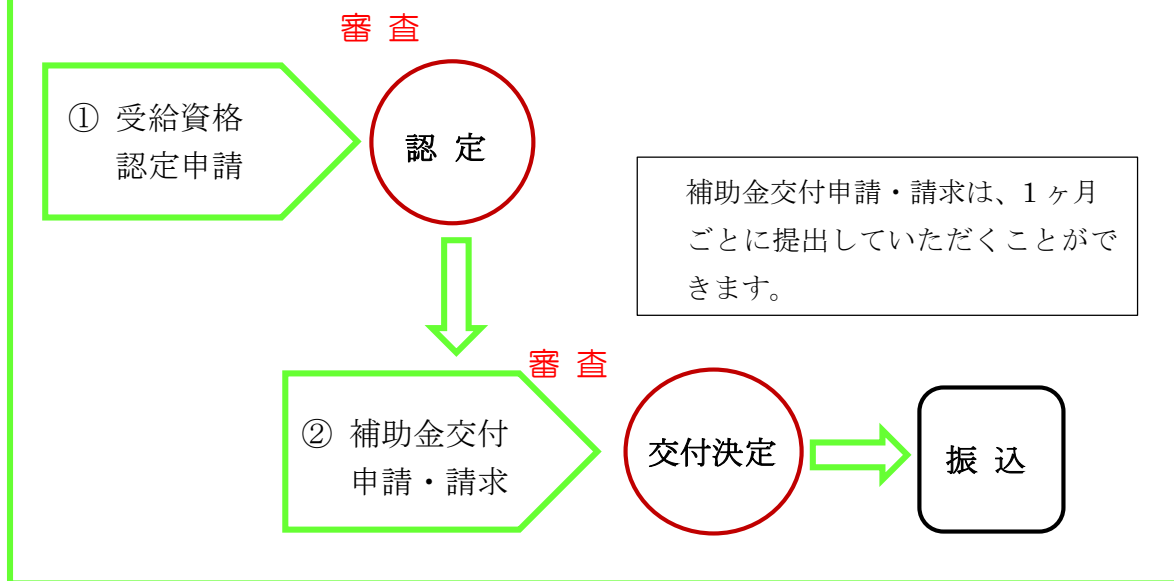 審 査
① 受給資格
認定申請
認 定
補助金交付申請・請求は、1 ヶ月
ごとに提出していただくことがで
きます。
審 査
② 補助金交付
申請・請求
交付決定
振 込